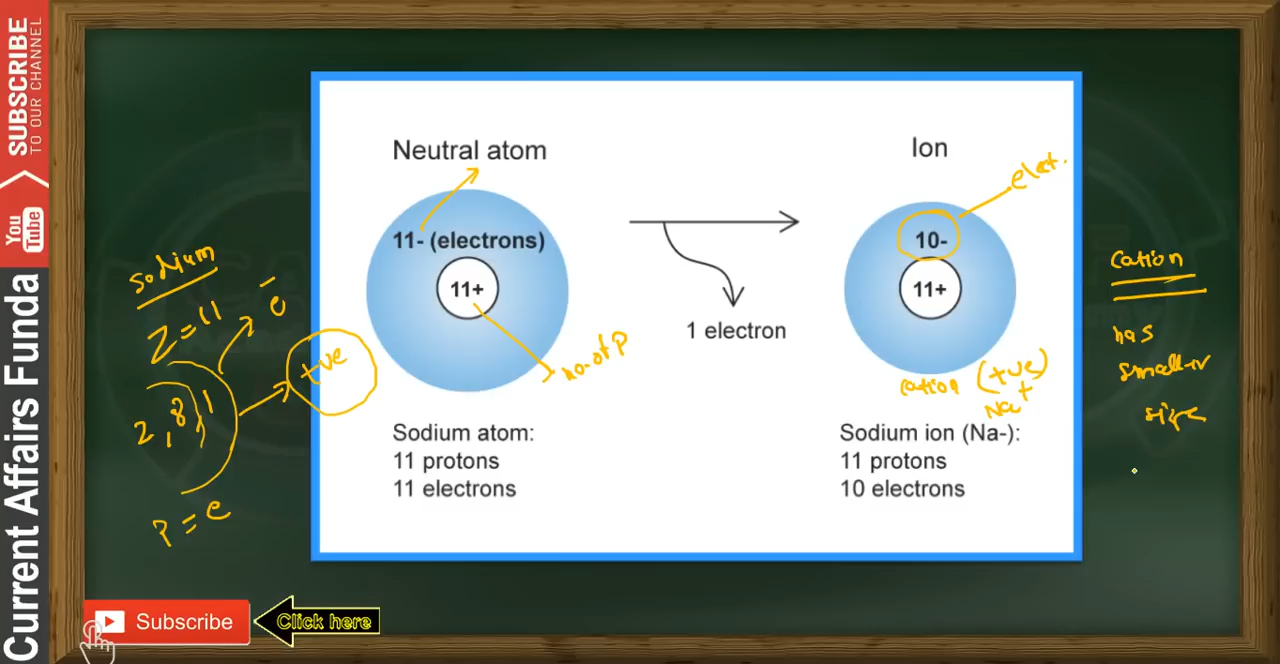 SUBSCRIBE
TO OUR CHANNEL
You Tube
Current Affairs Funda
Neutral atom
Ion
elect.
11- (electrons)
10-
11+
11+
1 electron
no. of P
cation (+ve)
Na+
Sodium atom:
11 protons
11 electrons
Sodium ion (Na-):
11 protons
10 electrons
sodium
Z = 11
e-
+ve
2, 8, 1
P = e
cation
has
smaller
size
Subscribe
Click here